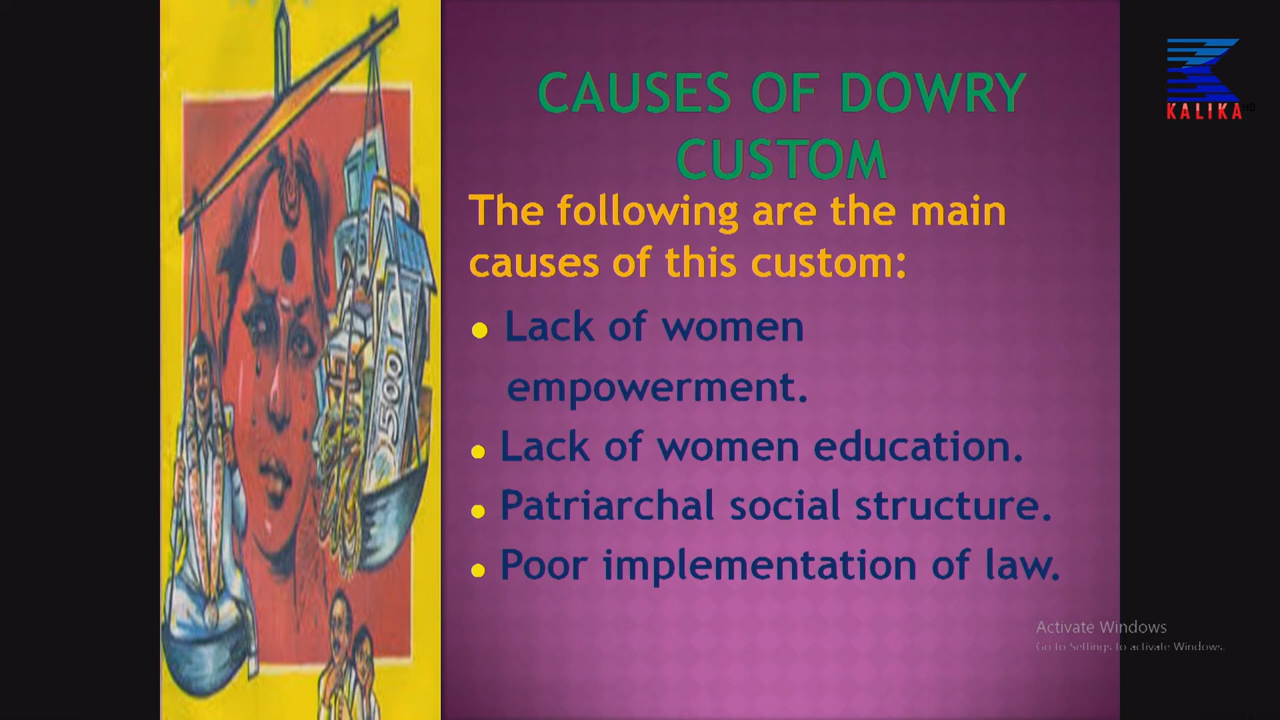 CAUSES OF DOWRY
CUSTOM
The following are the main
causes of this custom:
• Lack of women
empowerment.
• Lack of women education.
• Patriarchal social structure.
• Poor implementation of law.
500
KALIKA
HD
Activate Windows
Go to Settings to activate Windows.